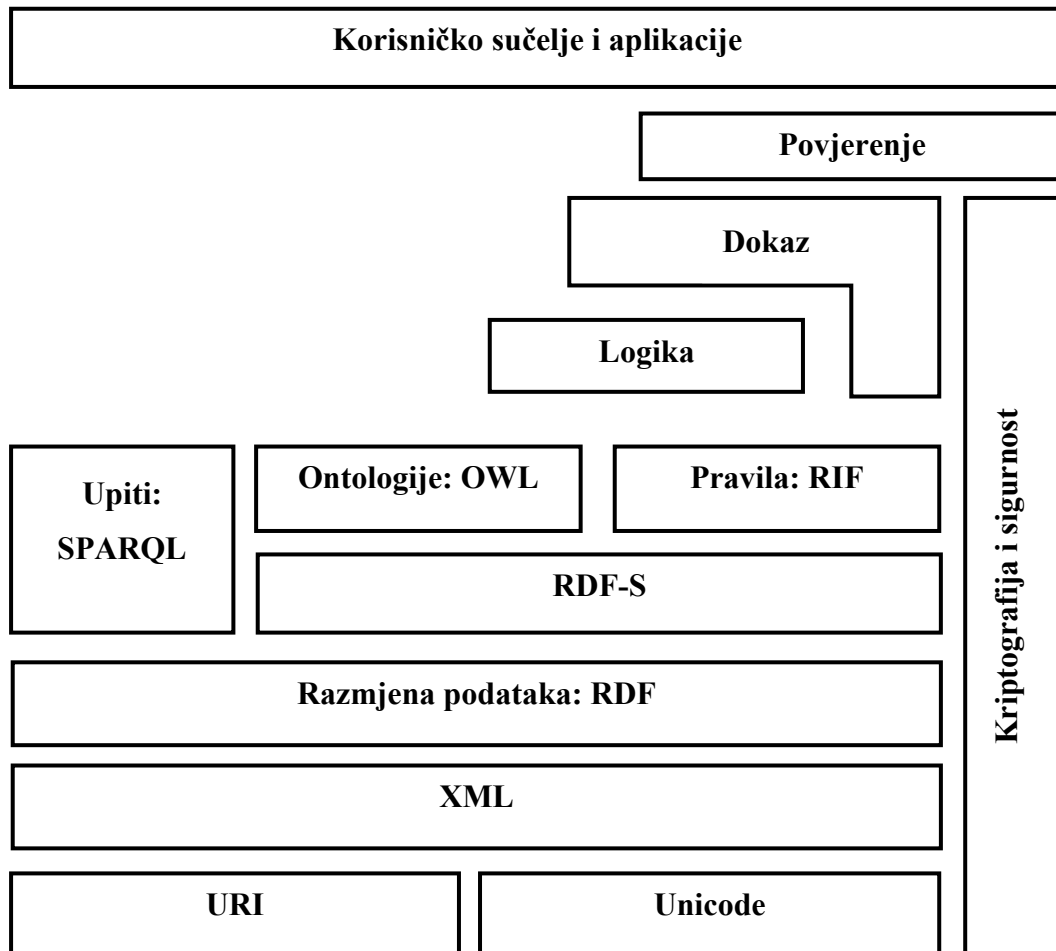 Korisničko sučelje i aplikacije
Povjerenje
Dokaz
Logika
Upiti:
SPARQL
Ontologije: OWL
Pravila: RIF
RDF-S
Razmjena podataka: RDF
XML
URI
Unicode
Kriptografija i sigurnost